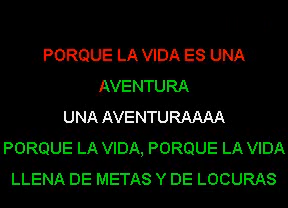 PORQUE LA VIDA ES UNA
AVENTURA
UNA AVENTURAAAA
PORQUE LA VIDA, PORQUE LA VIDA
LLENA DE METAS Y DE LOCURAS